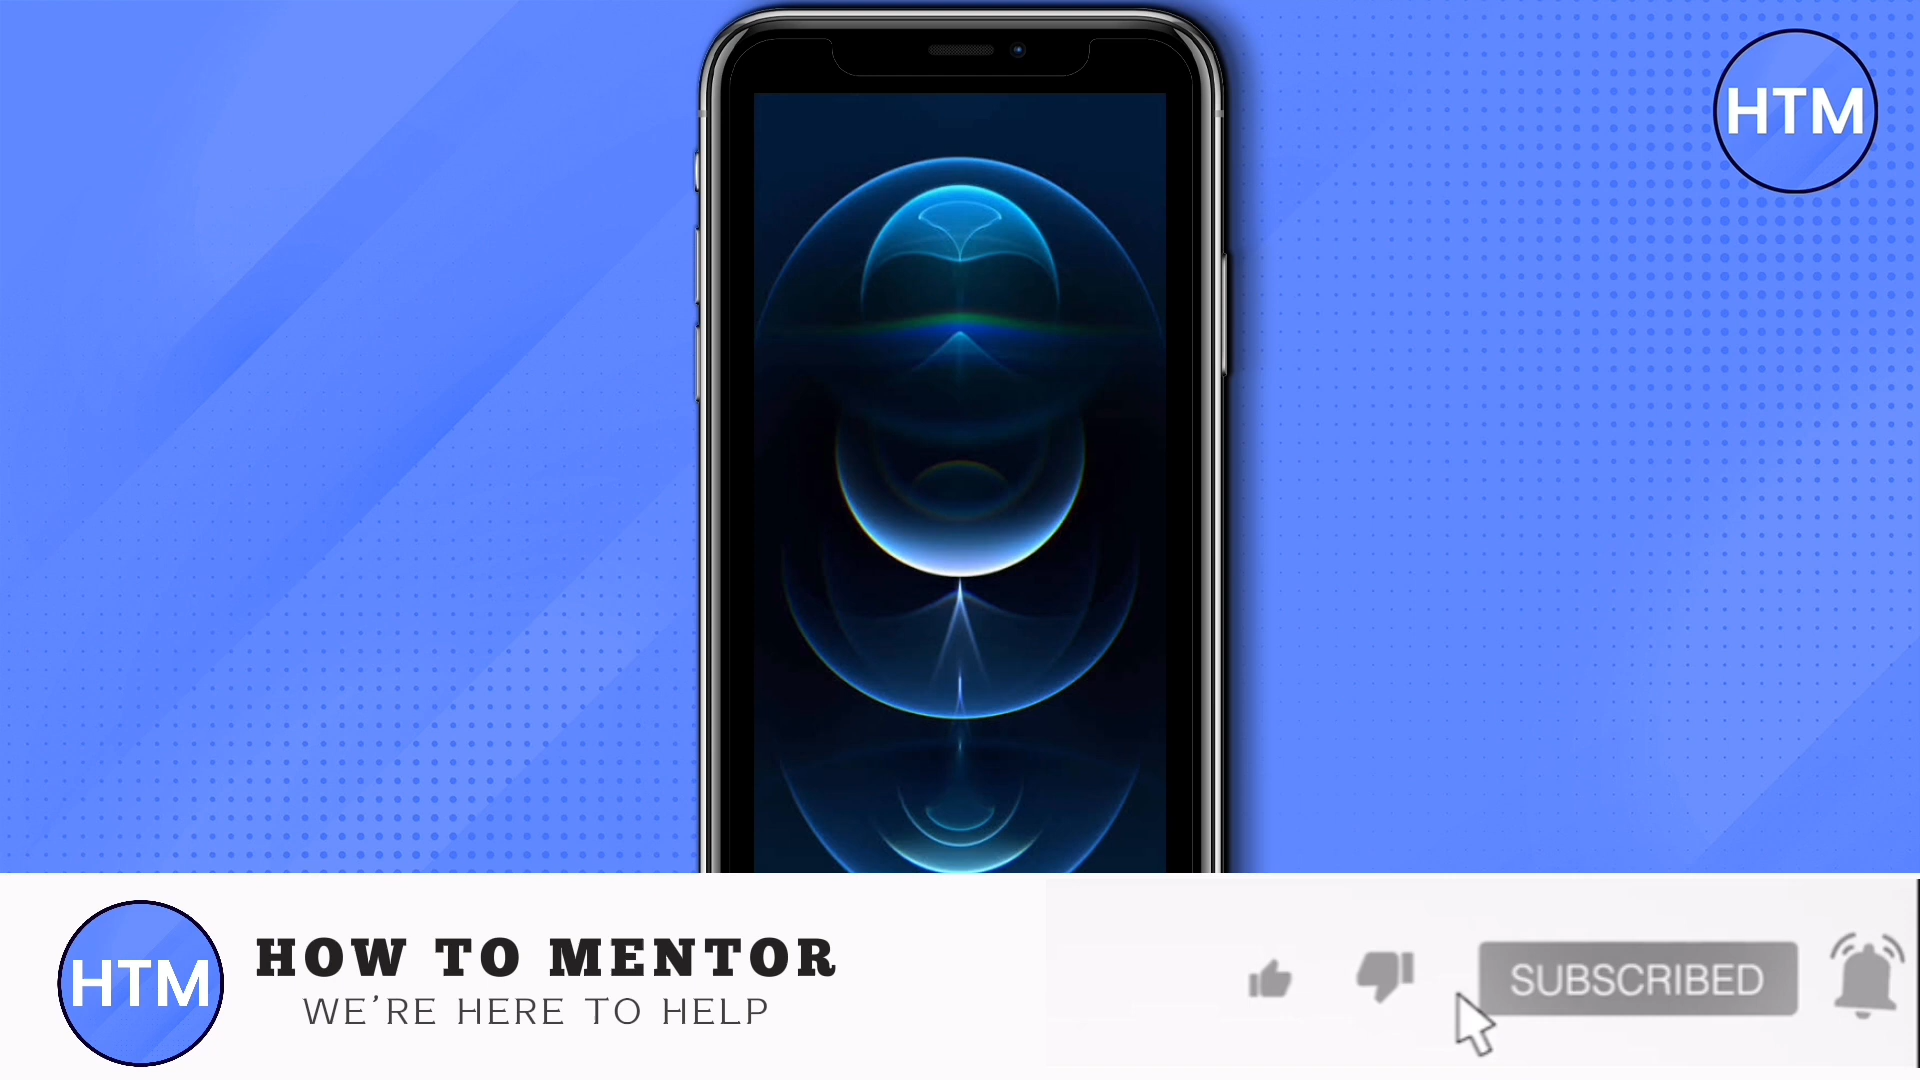 HTM
HTM
HOW TO MENTOR
WE'RE HERE TO HELP
SUBSCRIBED